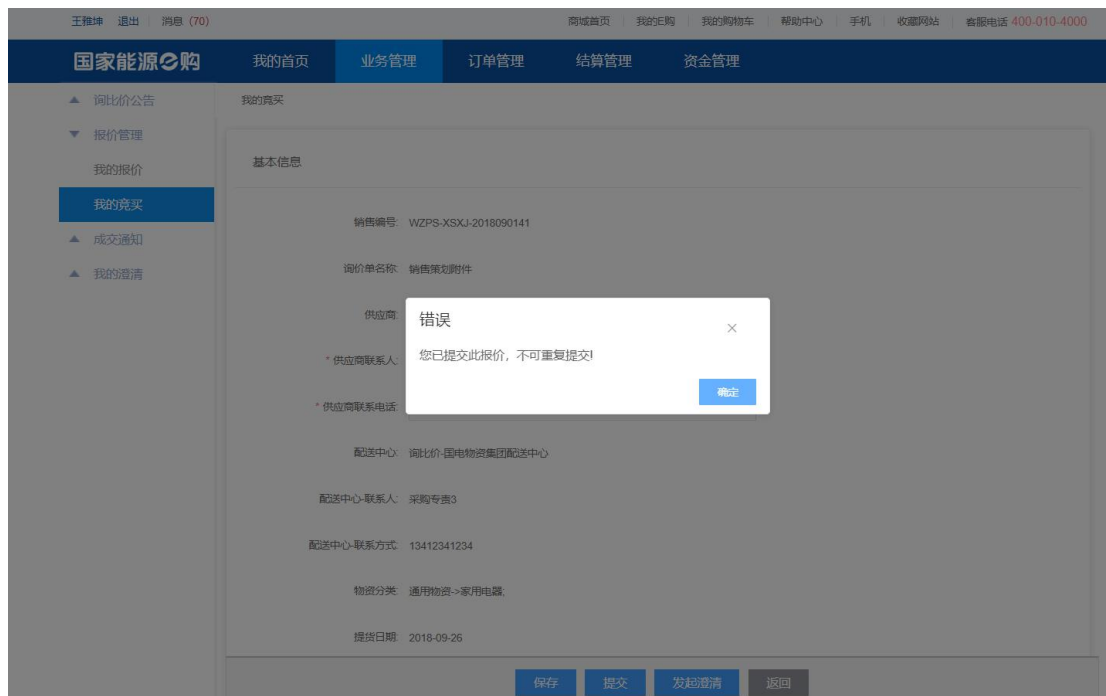 王雅坤 退出 消息 (70) 商城首页 我的E购 我的购物车 帮助中心 手机 收藏网站 客服电话 400-010-4000
国家能源e购 我的首页 业务管理 订单管理 结算管理 资金管理
询比价公告
报价管理
我的报价
我的竞买
成交通知
我的澄清
我的竞买
基本信息
销售编号: WZPS-XSXJ-2018090141
询价单名称: 销售策划附件
供应商:
* 供应商联系人:
* 供应商联系电话:
错误
您已提交此报价，不可重复提交!
确定
配送中心: 询比价-国电物资集团配送中心
配送中心-联系人: 采购专责3
配送中心-联系方式: 13412341234
物资分类: 通用物资->家用电器;
提货日期: 2018-09-26
保存 提交 发起澄清 返回